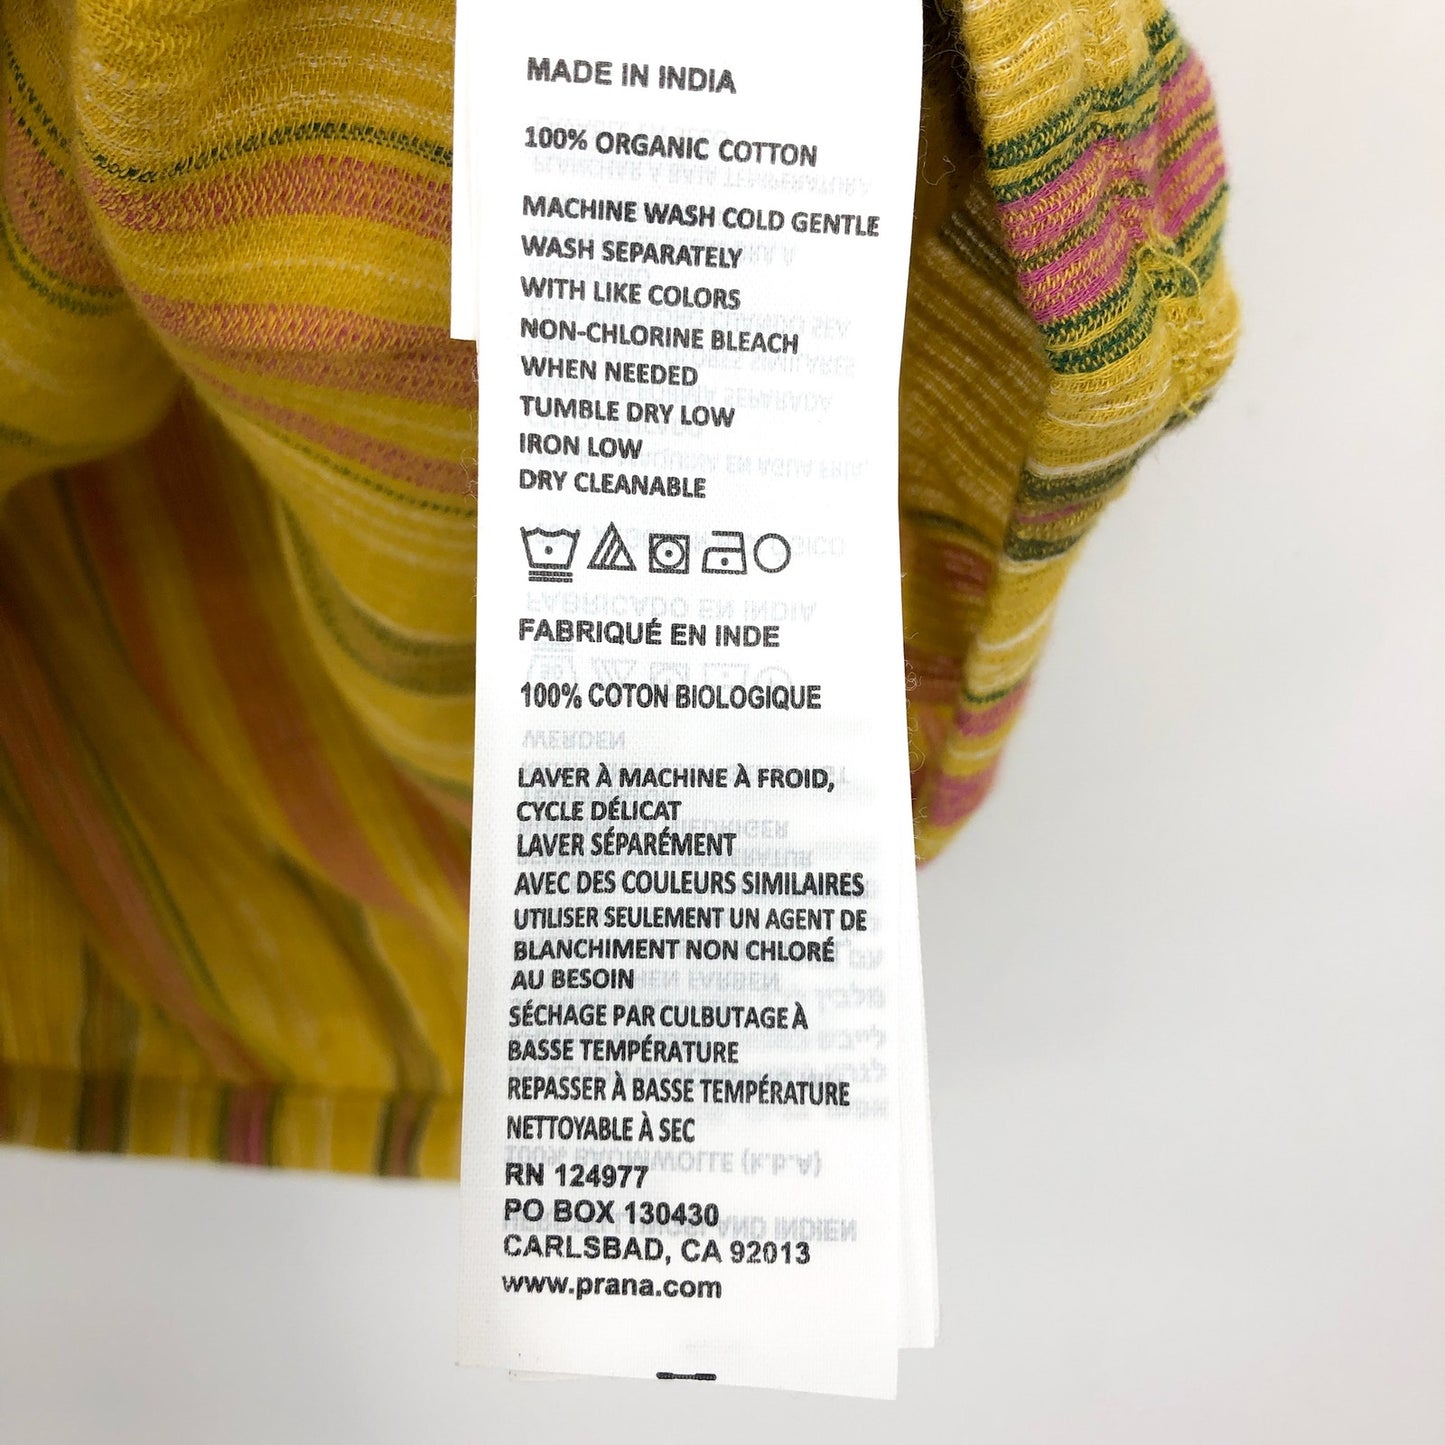 MADE IN INDIA
100% ORGANIC COTTON
MACHINE WASH COLD GENTLE
WASH SEPARATELY
WITH LIKE COLORS
NON-CHLORINE BLEACH
WHEN NEEDED
TUMBLE DRY LOW
IRON LOW
DRY CLEANABLE
FABRIQUÉ EN INDE
100% COTON BIOLOGIQUE
LAVER À MACHINE À FROID,
CYCLE DÉLICAT
LAVER SÉPARÉMENT
AVEC DES COULEURS SIMILAIRES
UTILISER SEULEMENT UN AGENT DE
BLANCHIMENT NON CHLORÉ
AU BESOIN
SÉCHAGE PAR CULBUTAGE À
BASSE TEMPÉRATURE
REPASSER À BASSE TEMPÉRATURE
NETTOYABLE À SEC
RN 124977
PO BOX 130430
CARLSBAD, CA 92013
www.prana.com